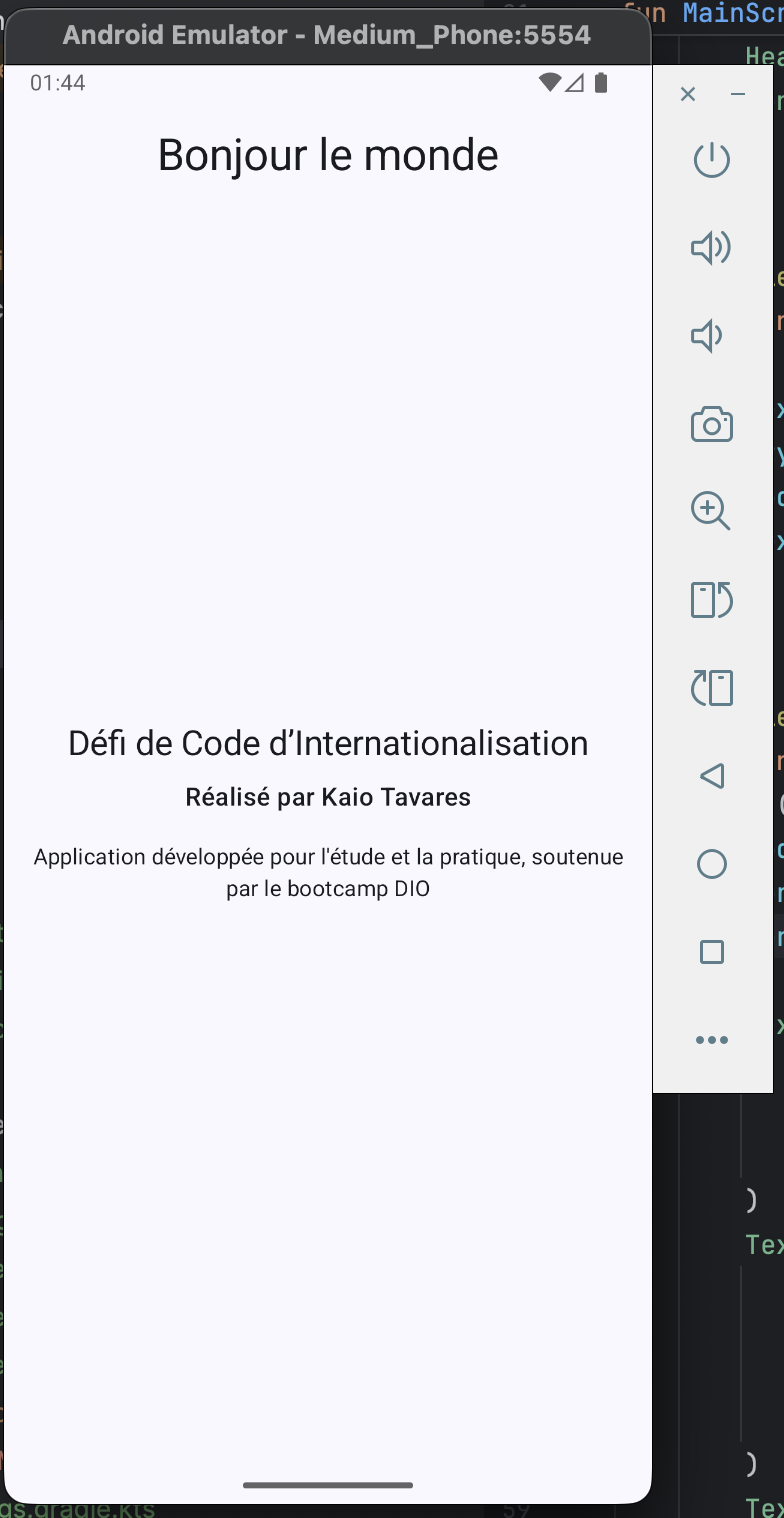 fun MainScr
Android Emulator - Medium_Phone:5554
01:44
Bonjour le monde
Défi de Code d’Internationalisation
Réalisé par Kaio Tavares
Application développée pour l'étude et la pratique, soutenue
par le bootcamp DIO
)
Tex
)
Tex
gs.gradle.kts
59